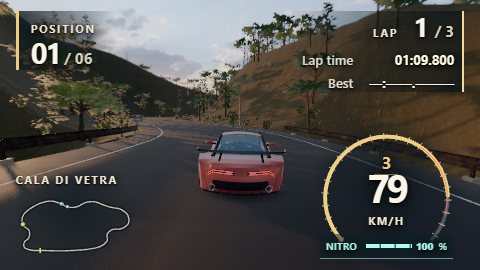 POSITION
01 / 06
LAP 1 / 3
Lap time 01:09.800
Best --:--.---
CALA DI VETRA
3
79
KM/H
NITRO 100 %